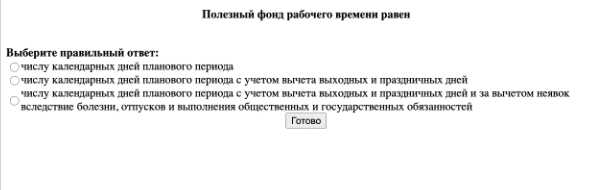 Полезный фонд рабочего времени равен
Выберите правильный ответ:
числу календарных дней планового периода
числу календарных дней планового периода с учетом вычета выходных и праздничных дней
числу календарных дней планового периода с учетом вычета выходных и праздничных дней и за вычетом неявок
вследствие болезни, отпусков и выполнения общественных и государственных обязанностей
Готово